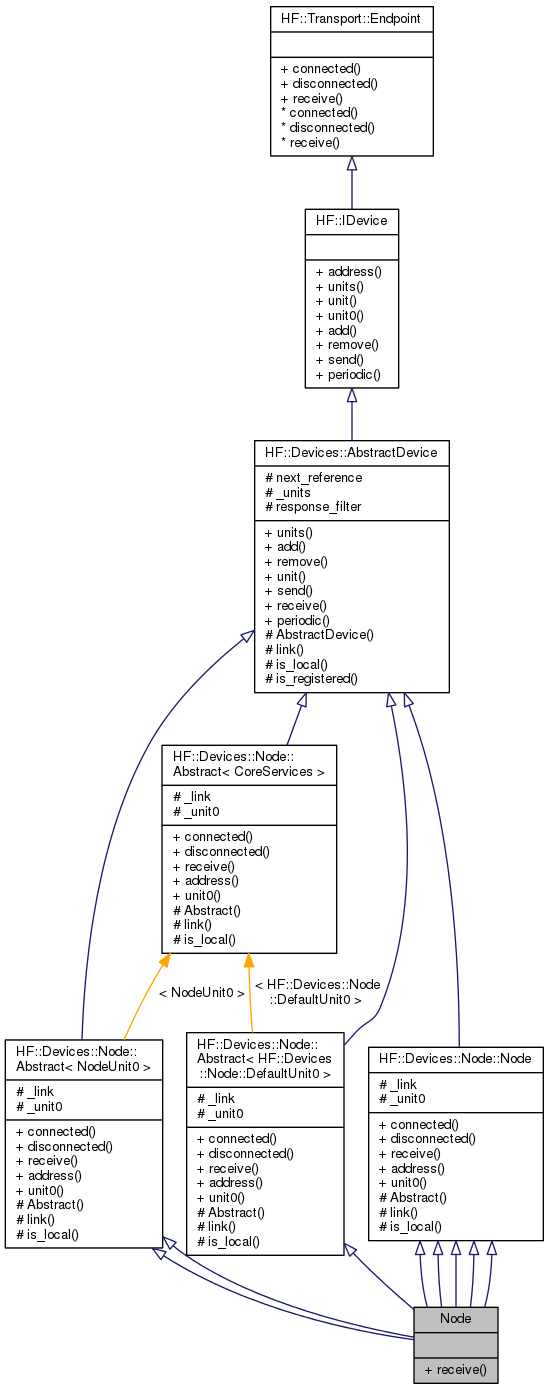 HF::Transport::Endpoint
+ connected()
+ disconnected()
+ receive()
* connected()
* disconnected()
* receive()
HF::IDevice
+ address()
+ units()
+ unit()
+ unit0()
+ add()
+ remove()
+ send()
+ periodic()
HF::Devices::AbstractDevice
# next_reference
# _units
# response_filter
+ units()
+ add()
+ remove()
+ unit()
+ send()
+ receive()
+ periodic()
# AbstractDevice()
# link()
# is_local()
# is_registered()
HF::Devices::Node::
Abstract< CoreServices >
# _link
# _unit0
+ connected()
+ disconnected()
+ receive()
+ address()
+ unit0()
# Abstract()
# link()
# is_local()
< NodeUnit0 >
< HF::Devices::Node
::DefaultUnit0 >
HF::Devices::Node::
Abstract< NodeUnit0 >
# _link
# _unit0
+ connected()
+ disconnected()
+ receive()
+ address()
+ unit0()
# Abstract()
# link()
# is_local()
HF::Devices::Node::
Abstract< HF::Devices
::Node::DefaultUnit0 >
# _link
# _unit0
+ connected()
+ disconnected()
+ receive()
+ address()
+ unit0()
# Abstract()
# link()
# is_local()
HF::Devices::Node::Node
# _link
# _unit0
+ connected()
+ disconnected()
+ receive()
+ address()
+ unit0()
# Abstract()
# link()
# is_local()
Node
+ receive()